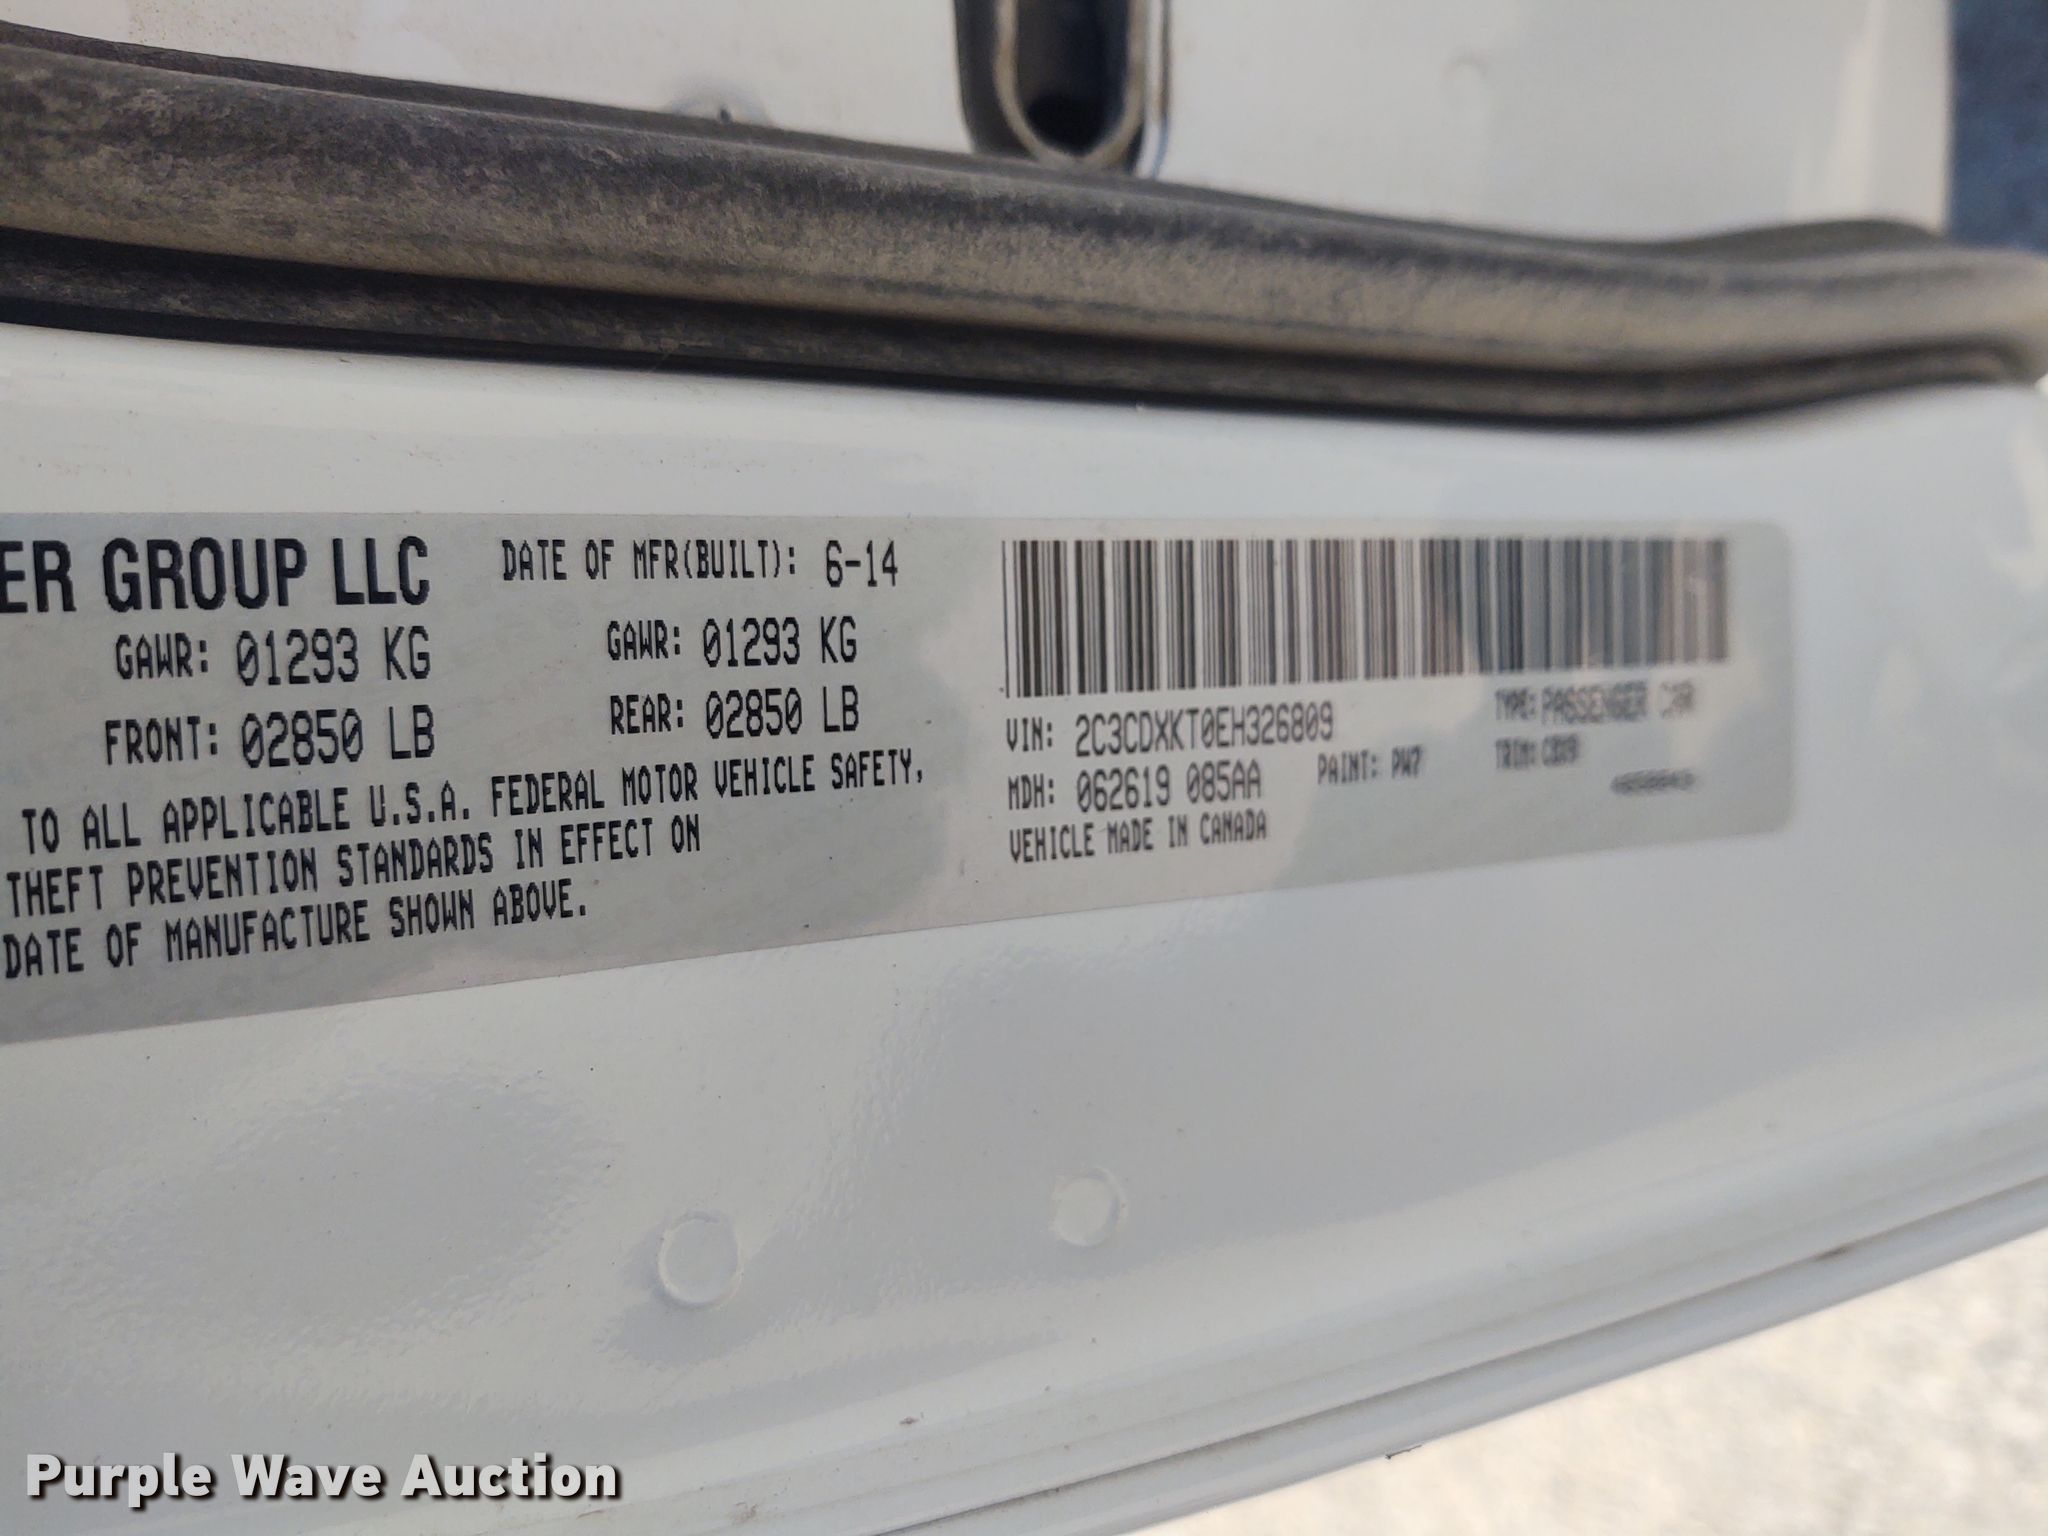 ER GROUP LLC
DATE OF MFR(BUILT): 6-14
GAWR: 01293 KG
GAWR: 01293 KG
FRONT: 02850 LB
REAR: 02850 LB
TO ALL APPLICABLE U.S.A. FEDERAL MOTOR VEHICLE SAFETY,
THEFT PREVENTION STANDARDS IN EFFECT ON
DATE OF MANUFACTURE SHOWN ABOVE.
VIN: 2C3CDXKT0EH326809
TYPE: PASSENGER CAR
MDH: 062619 085AA
PAINT: PW7
TRIM:
VEHICLE MADE IN CANADA
Purple Wave Auction